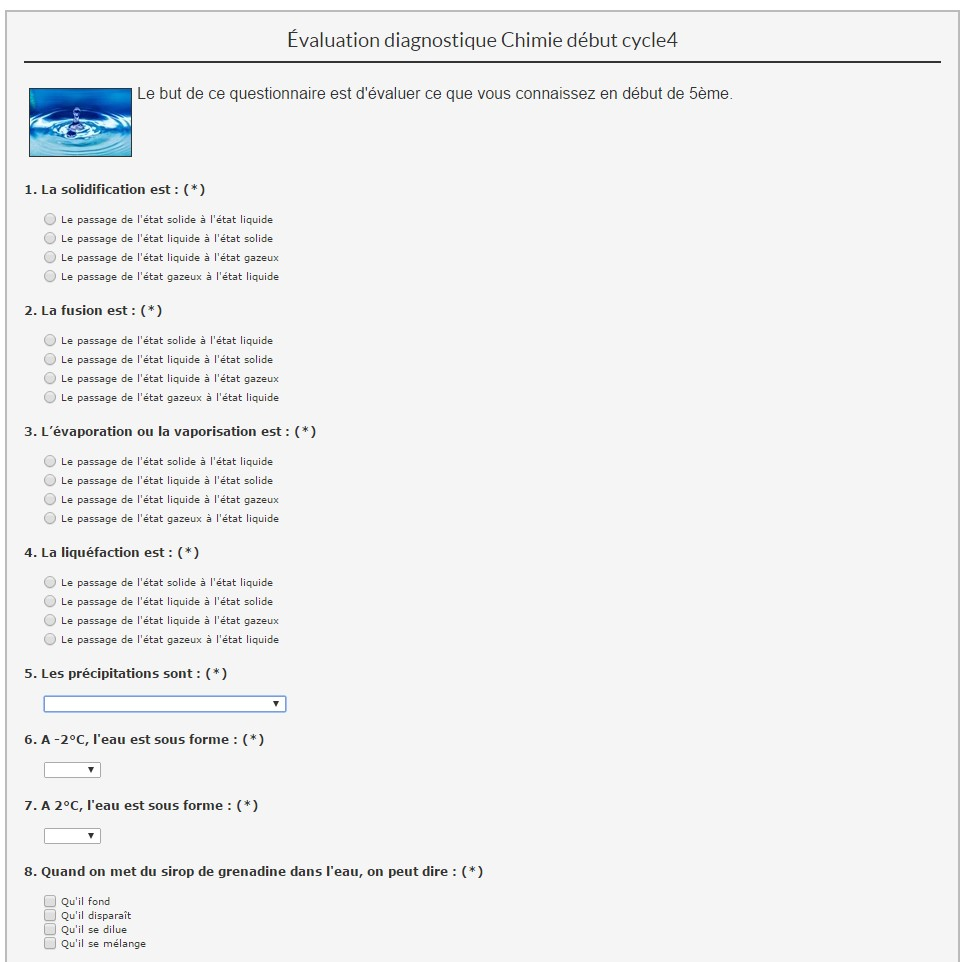 Évaluation diagnostique Chimie début cycle4
Le but de ce questionnaire est d'évaluer ce que vous connaissez en début de 5ème.
1. La solidification est : (*)
Le passage de l'état solide à l'état liquide
Le passage de l'état liquide à l'état solide
Le passage de l'état liquide à l'état gazeux
Le passage de l'état gazeux à l'état liquide
2. La fusion est : (*)
Le passage de l'état solide à l'état liquide
Le passage de l'état liquide à l'état solide
Le passage de l'état liquide à l'état gazeux
Le passage de l'état gazeux à l'état liquide
3. L’évaporation ou la vaporisation est : (*)
Le passage de l'état solide à l'état liquide
Le passage de l'état liquide à l'état solide
Le passage de l'état liquide à l'état gazeux
Le passage de l'état gazeux à l'état liquide
4. La liquéfaction est : (*)
Le passage de l'état solide à l'état liquide
Le passage de l'état liquide à l'état solide
Le passage de l'état liquide à l'état gazeux
Le passage de l'état gazeux à l'état liquide
5. Les précipitations sont : (*)
6. A -2°C, l'eau est sous forme : (*)
7. A 2°C, l'eau est sous forme : (*)
8. Quand on met du sirop de grenadine dans l'eau, on peut dire : (*)
Qu'il fond
Qu'il disparaît
Qu'il se dilue
Qu'il se mélange